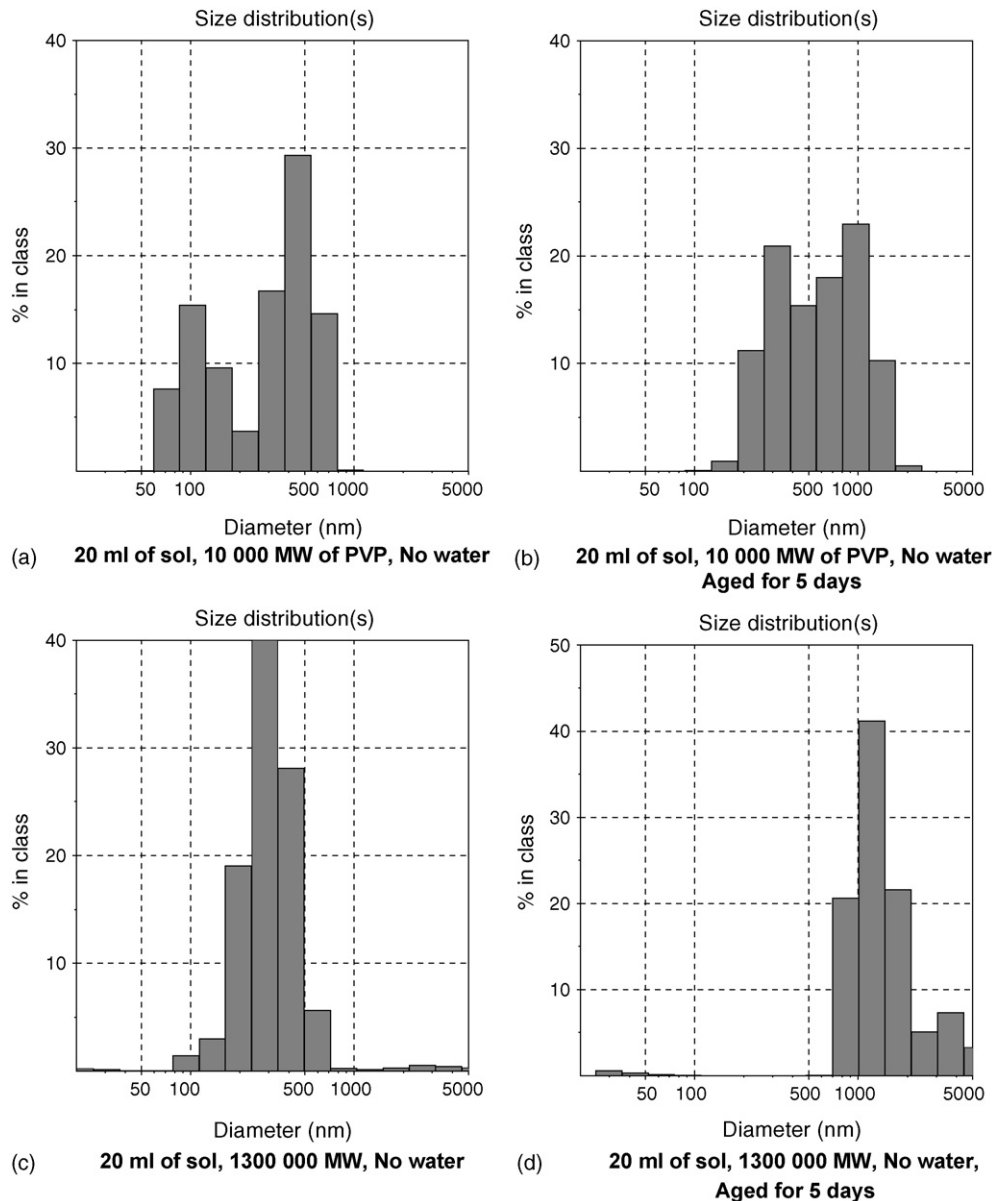 Size distribution(s)
40
30
20
10
% in class
50 100 500 1000 5000
Diameter (nm)
(a) 20 ml of sol, 10 000 MW of PVP, No water
Size distribution(s)
40
30
20
10
% in class
50 100 500 1000 5000
Diameter (nm)
(b) 20 ml of sol, 10 000 MW of PVP, No water
Aged for 5 days
Size distribution(s)
40
30
20
10
% in class
50 100 500 1000 5000
Diameter (nm)
(c) 20 ml of sol, 1300 000 MW, No water
Size distribution(s)
50
40
30
20
10
% in class
50 100 500 1000 5000
Diameter (nm)
(d) 20 ml of sol, 1300 000 MW, No water,
Aged for 5 days